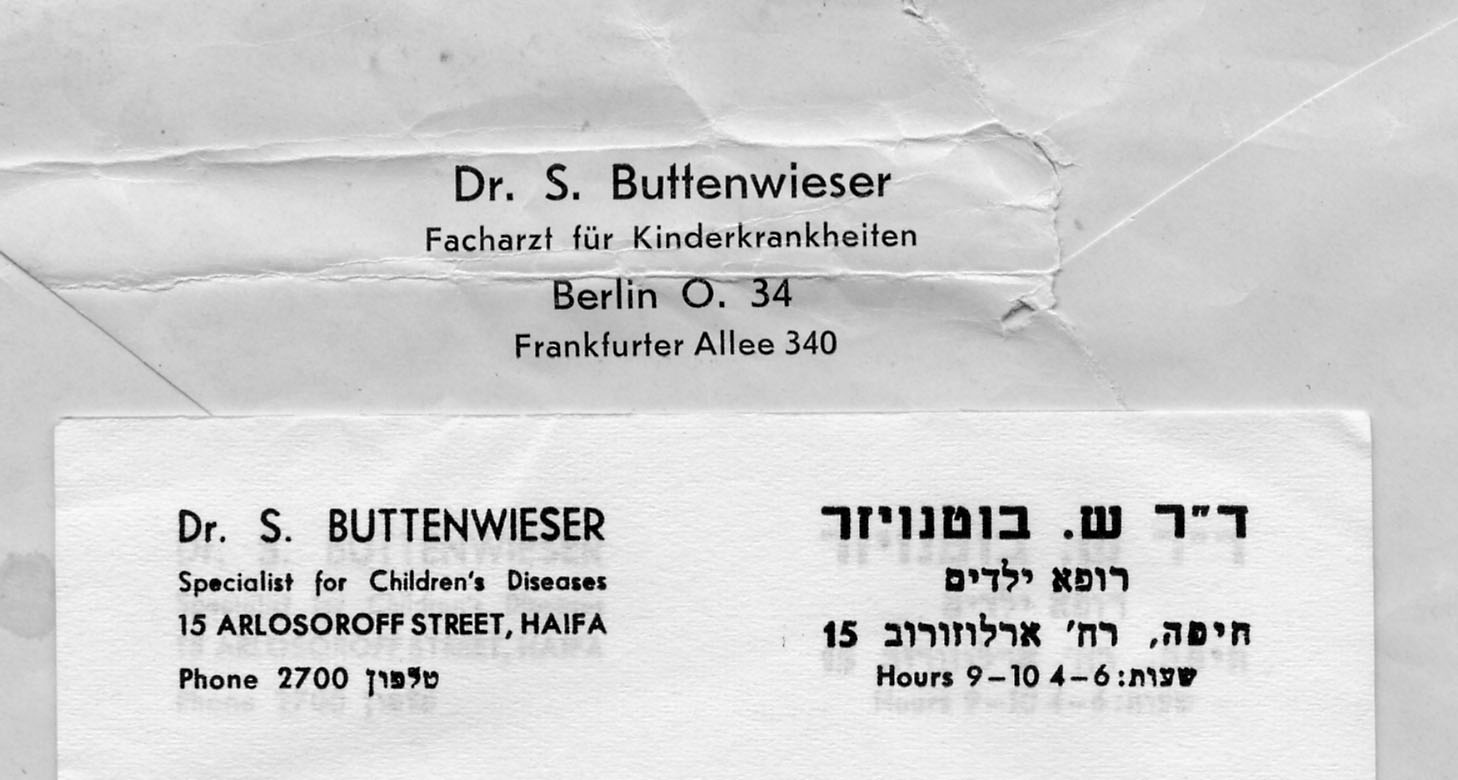 Dr. S. Buttenwieser
Facharzt für Kinderkrankheiten
Berlin O. 34
Frankfurter Allee 340
Dr. S. BUTTENWIESER
Specialist for Children's Diseases
15 ARLOSOROFF STREET, HAIFA
Phone 2700 טלפון
ד״ר ש. בוטנויזר
רופא ילדים
חיפה, רח' ארלוזורוב 15
Hours 9–10 4–6 :שעות